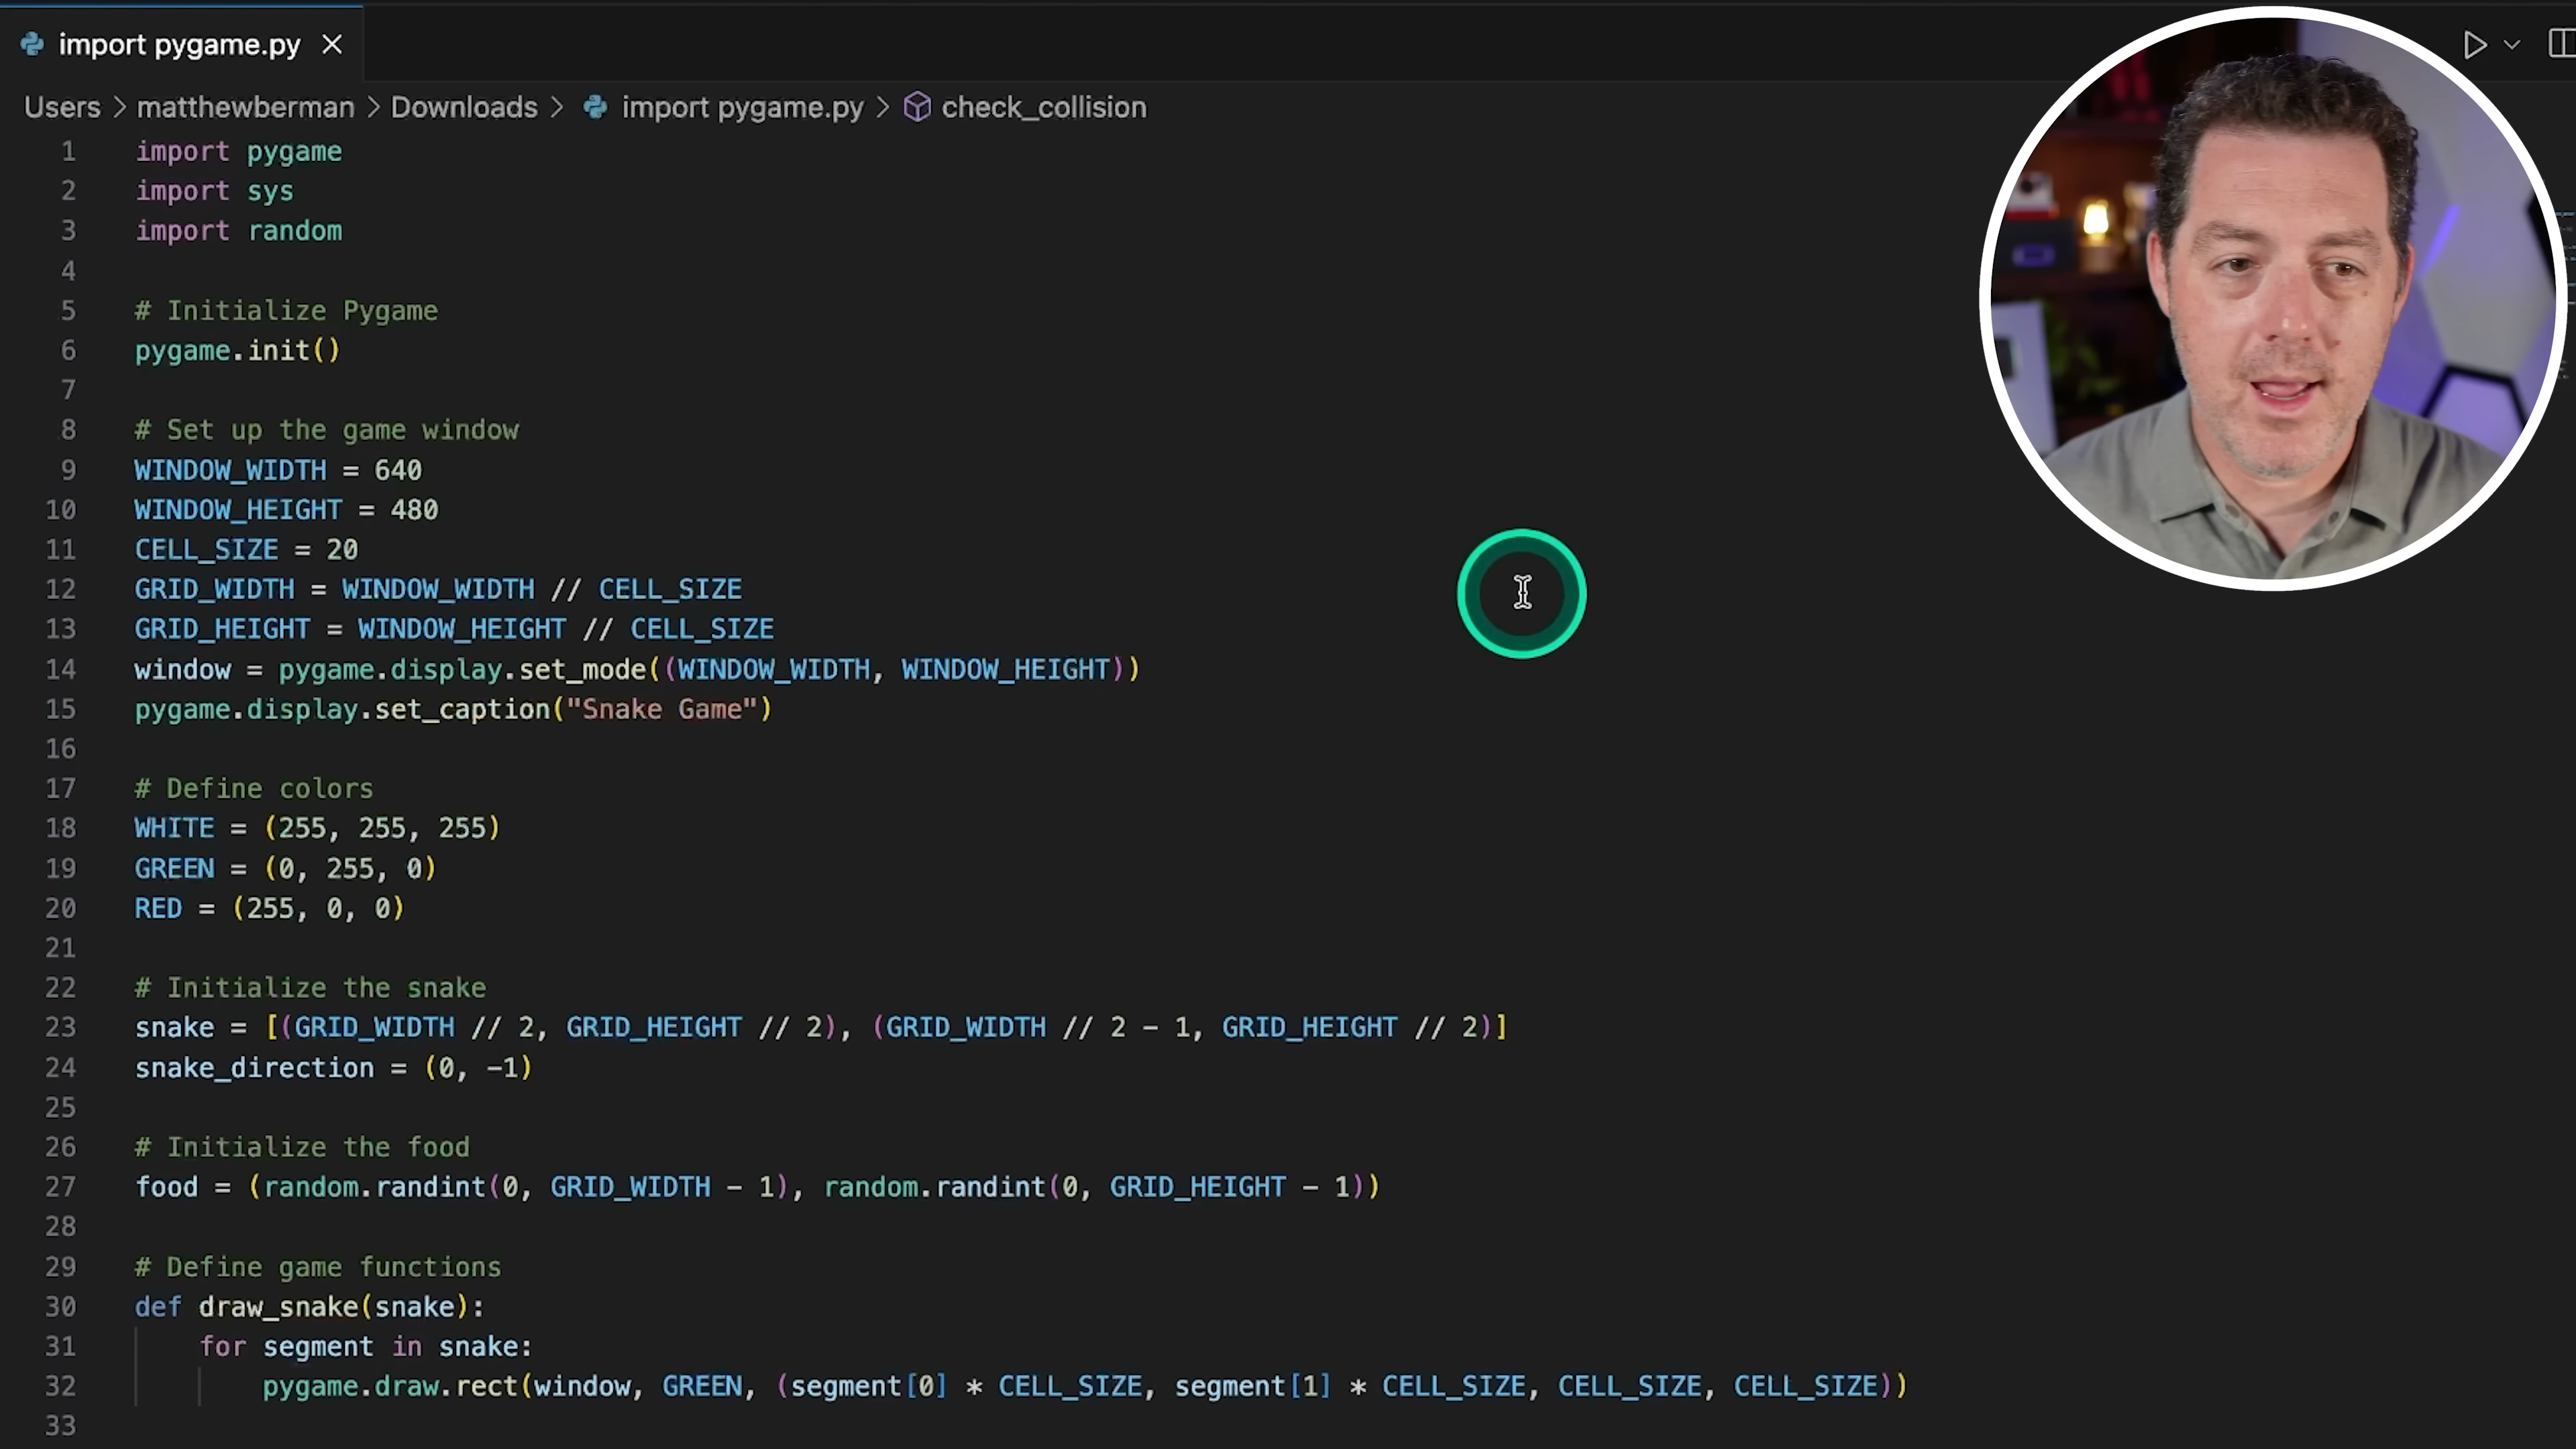 import pygame.py
Users > matthewberman > Downloads > import pygame.py > check_collision
1 import pygame
2 import sys
3 import random
4
5 # Initialize Pygame
6 pygame.init()
7
8 # Set up the game window
9 WINDOW_WIDTH = 640
10 WINDOW_HEIGHT = 480
11 CELL_SIZE = 20
12 GRID_WIDTH = WINDOW_WIDTH // CELL_SIZE
13 GRID_HEIGHT = WINDOW_HEIGHT // CELL_SIZE
14 window = pygame.display.set_mode((WINDOW_WIDTH, WINDOW_HEIGHT))
15 pygame.display.set_caption("Snake Game")
16
17 # Define colors
18 WHITE = (255, 255, 255)
19 GREEN = (0, 255, 0)
20 RED = (255, 0, 0)
21
22 # Initialize the snake
23 snake = [(GRID_WIDTH // 2, GRID_HEIGHT // 2), (GRID_WIDTH // 2 - 1, GRID_HEIGHT // 2)]
24 snake_direction = (0, -1)
25
26 # Initialize the food
27 food = (random.randint(0, GRID_WIDTH - 1), random.randint(0, GRID_HEIGHT - 1))
28
29 # Define game functions
30 def draw_snake(snake):
31 for segment in snake:
32 pygame.draw.rect(window, GREEN, (segment[0] * CELL_SIZE, segment[1] * CELL_SIZE, CELL_SIZE, CELL_SIZE))
33